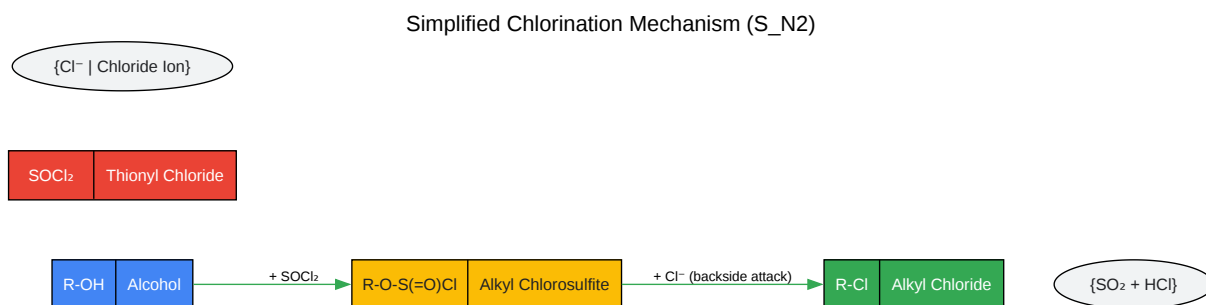 Simplified Chlorination Mechanism (S_N2)
{Cl⁻ | Chloride Ion}
SOCl₂ Thionyl Chloride
R-OH Alcohol + SOCl₂ R-O-S(=O)Cl Alkyl Chlorosulfite + Cl⁻ (backside attack) R-Cl Alkyl Chloride {SO₂ + HCl}